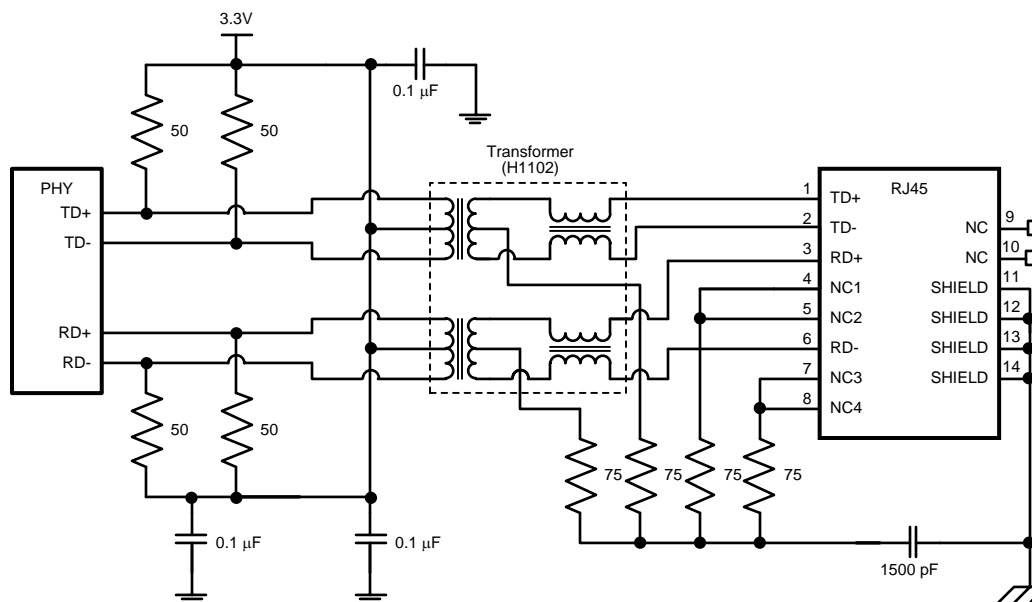 3.3V
0.1 μF
50
50
Transformer
(H1102)
PHY
TD+
TD-
RD+
RD-
RJ45
1
TD+
2
TD-
3
RD+
4
NC1
5
NC2
6
RD-
7
NC3
8
NC4
NC
9
NC
10
SHIELD
11
SHIELD
12
SHIELD
13
SHIELD
14
50
50
75
75
75
75
0.1 μF
0.1 μF
1500 pF